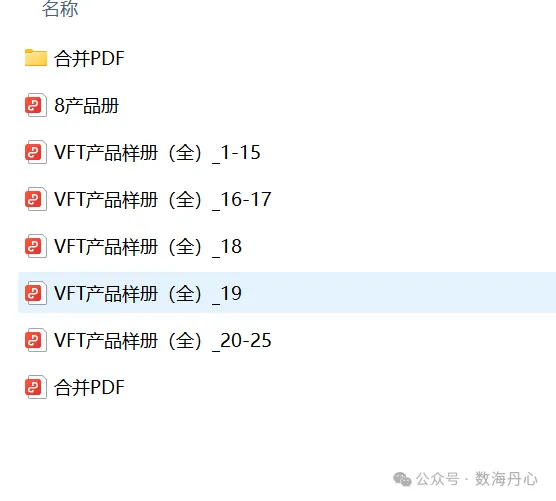 名称
合并PDF
8产品册
VFT产品样册（全）_1-15
VFT产品样册（全）_16-17
VFT产品样册（全）_18
VFT产品样册（全）_19
VFT产品样册（全）_20-25
合并PDF
公众号 · 数海丹心